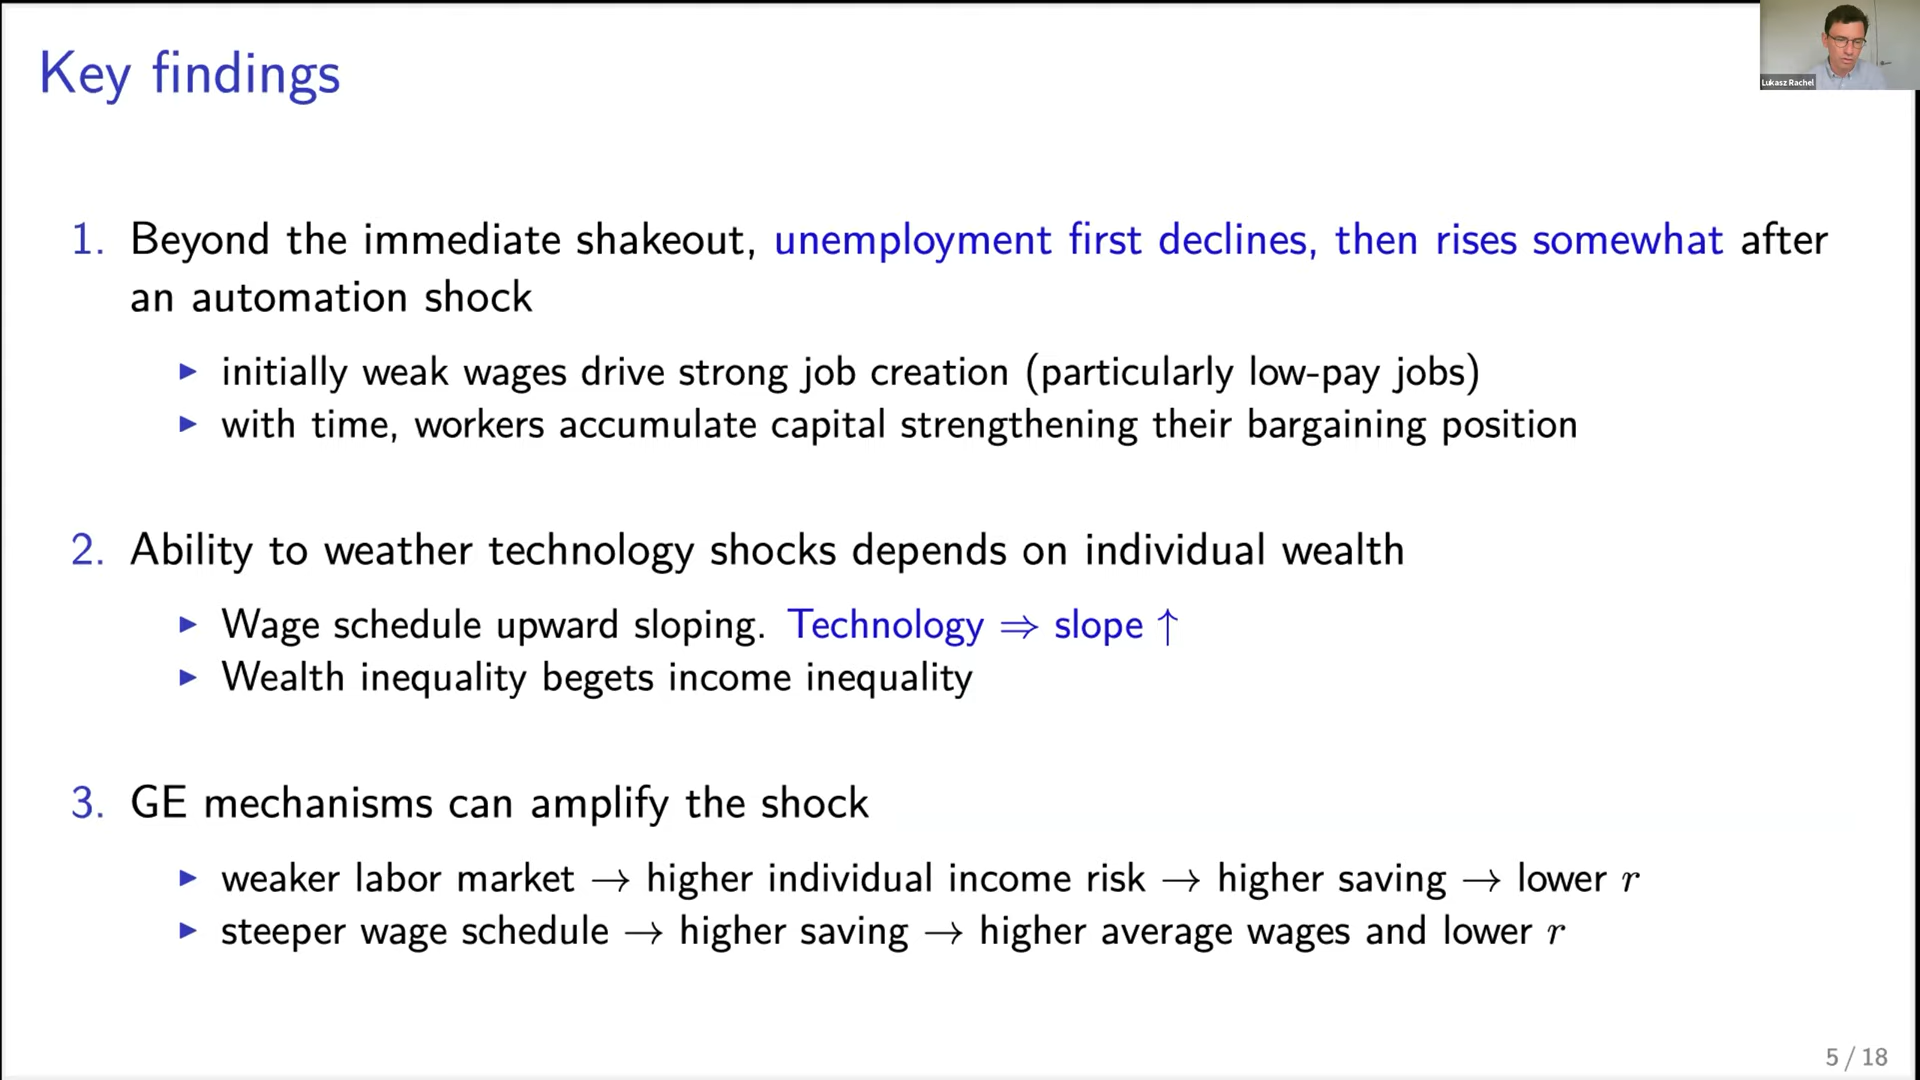 Key findings
Lukasz Rachel
1. Beyond the immediate shakeout, unemployment first declines, then rises somewhat after
an automation shock
▶ initially weak wages drive strong job creation (particularly low-pay jobs)
▶ with time, workers accumulate capital strengthening their bargaining position
2. Ability to weather technology shocks depends on individual wealth
▶ Wage schedule upward sloping. Technology ⇒ slope ↑
▶ Wealth inequality begets income inequality
3. GE mechanisms can amplify the shock
▶ weaker labor market → higher individual income risk → higher saving → lower r
▶ steeper wage schedule → higher saving → higher average wages and lower r
5 / 18